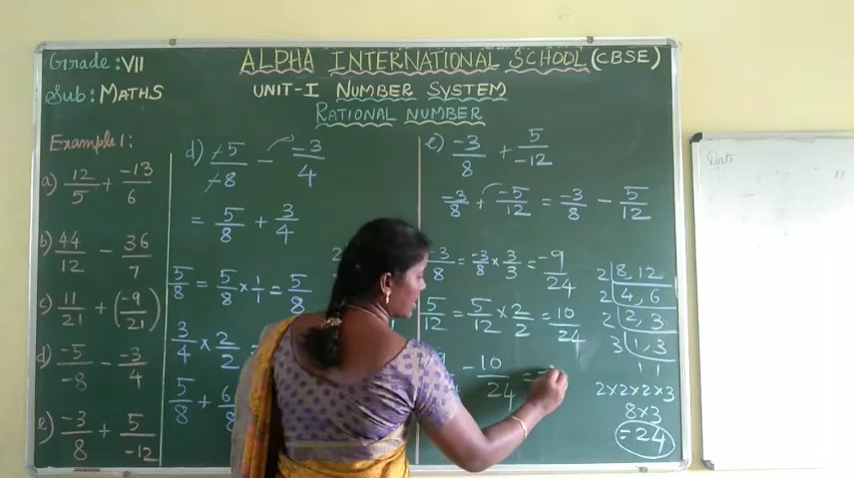 Grade : VII
ALPHA INTERNATIONAL SCHOOL (CBSE)
Sub : MATHS
UNIT-I NUMBER SYSTEM
RATIONAL NUMBER
Example 1:
a) 12/5 + -13/6
b) 44/12 - 36/7
c) 11/21 + (-9/21)
d) -5/-8 - -3/4
e) -3/8 + 5/-12
d) -5/-8 - -3/4
= 5/8 + 3/4
5/8 = 5/8 × 1/1 = 5/8
3/4 × 2/2 =
5/8 + 6/8
e) -3/8 + 5/-12
= -3/8 + -5/12 = -3/8 - 5/12
-3/8 = -3/8 × 3/3 = -9/24
5/12 = 5/12 × 2/2 = 10/24
- 10/24 = -
2 | 8, 12
2 | 4, 6
2 | 2, 3
3 | 1, 3
1 1
2×2×2×3
8×3
= 24
Date